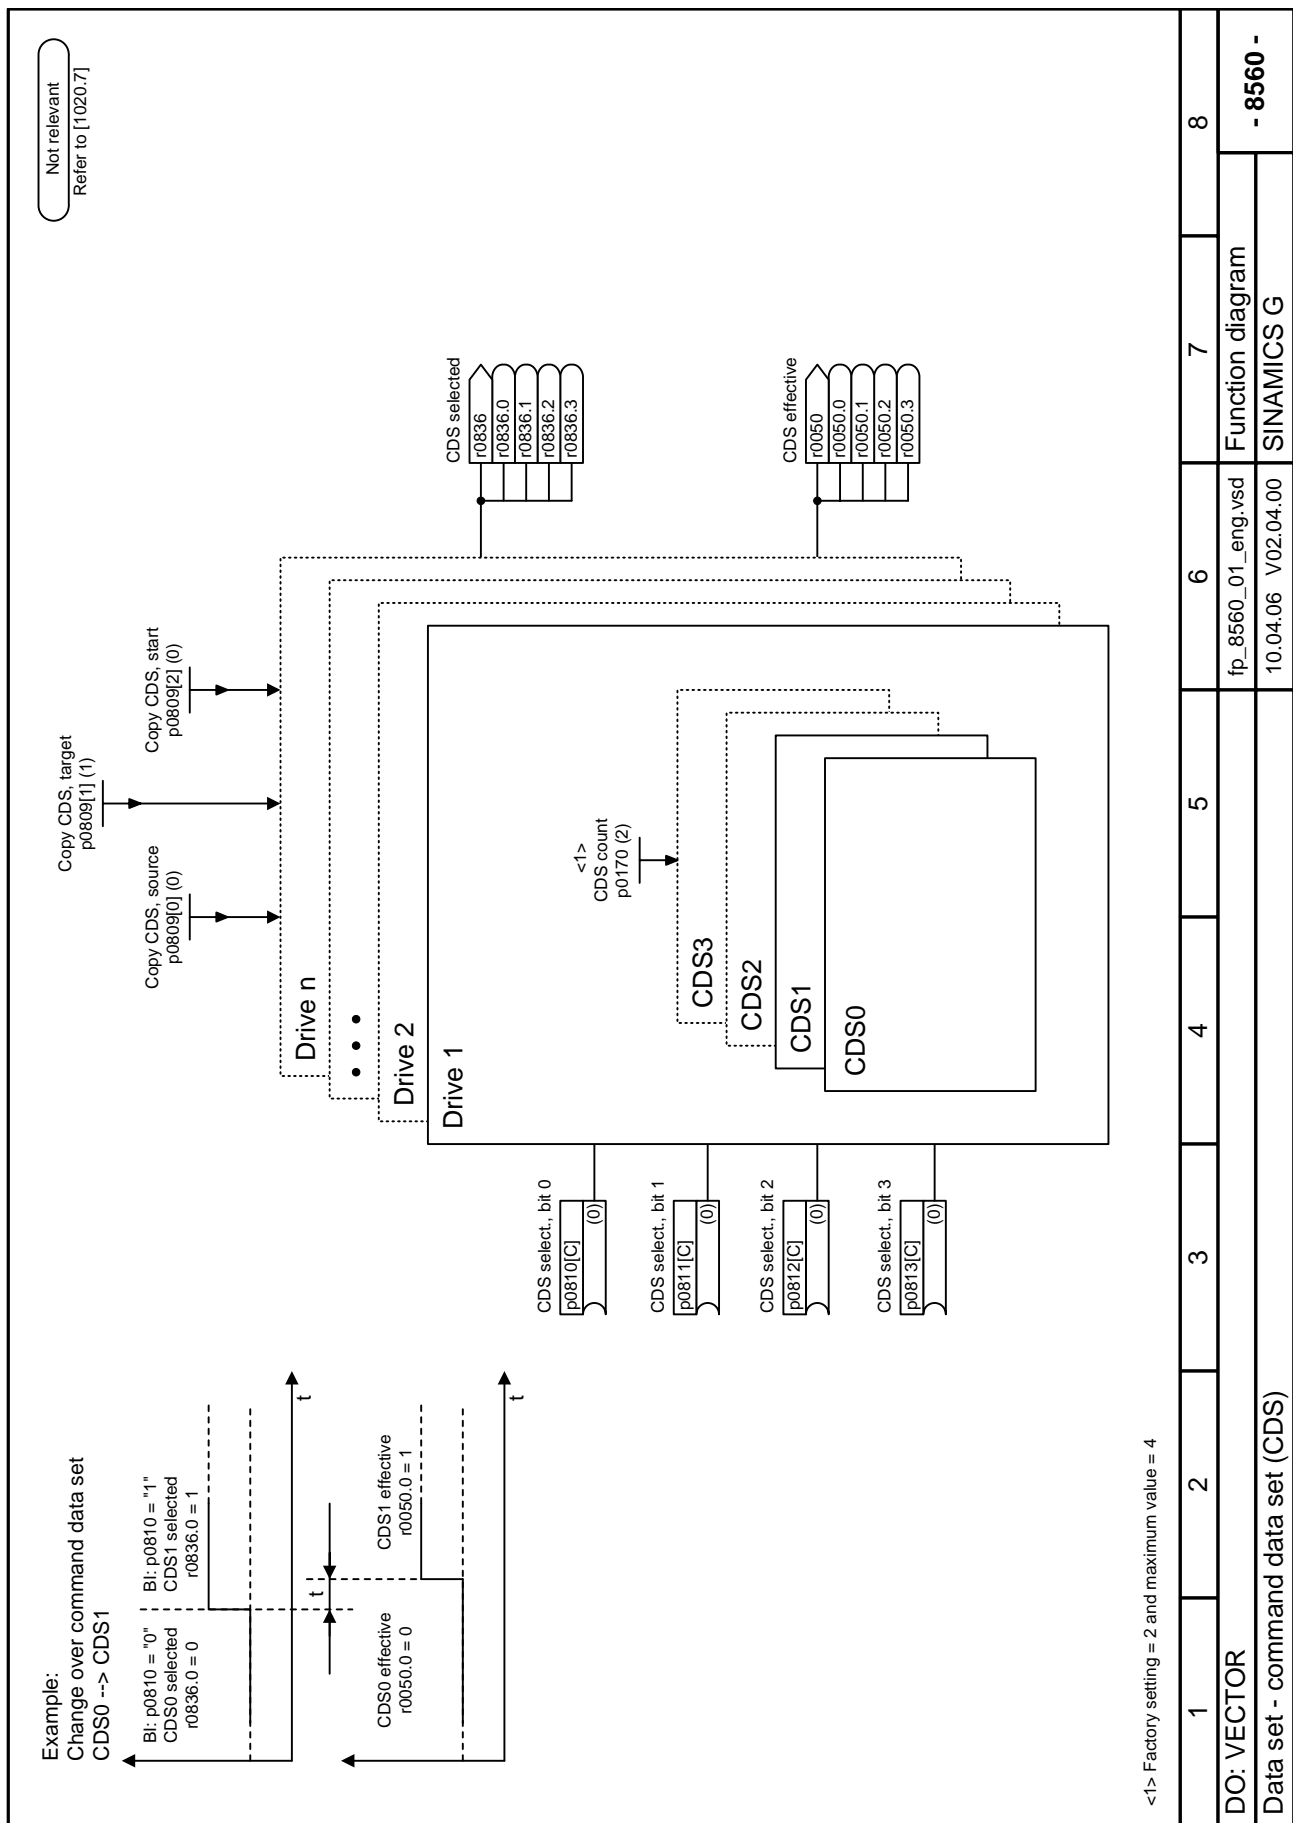 Example:
Change over command data set
CDS0 --> CDS1
BI: p0810 = "0"
CDS0 selected
r0836.0 = 0
BI: p0810 = "1"
CDS1 selected
r0836.0 = 1
t
t
CDS0 effective
r0050.0 = 0
CDS1 effective
r0050.0 = 1
t
Not relevant
Refer to [1020.7]
Copy CDS, source
p0809[0] (0)
Copy CDS, target
p0809[1] (1)
Copy CDS, start
p0809[2] (0)
Drive n
Drive 2
Drive 1
<1>
CDS count
p0170 (2)
CDS3
CDS2
CDS1
CDS0
CDS select., bit 0
p0810[C]
(0)
CDS select., bit 1
p0811[C]
(0)
CDS select., bit 2
p0812[C]
(0)
CDS select., bit 3
p0813[C]
(0)
CDS selected
r0836
r0836.0
r0836.1
r0836.2
r0836.3
CDS effective
r0050
r0050.0
r0050.1
r0050.2
r0050.3
<1> Factory setting = 2 and maximum value = 4
1 2 3 4 5 6 7 8
DO: VECTOR fp_8560_01_eng.vsd Function diagram
- 8560 -
Data set - command data set (CDS) 10.04.06 V02.04.00 SINAMICS G